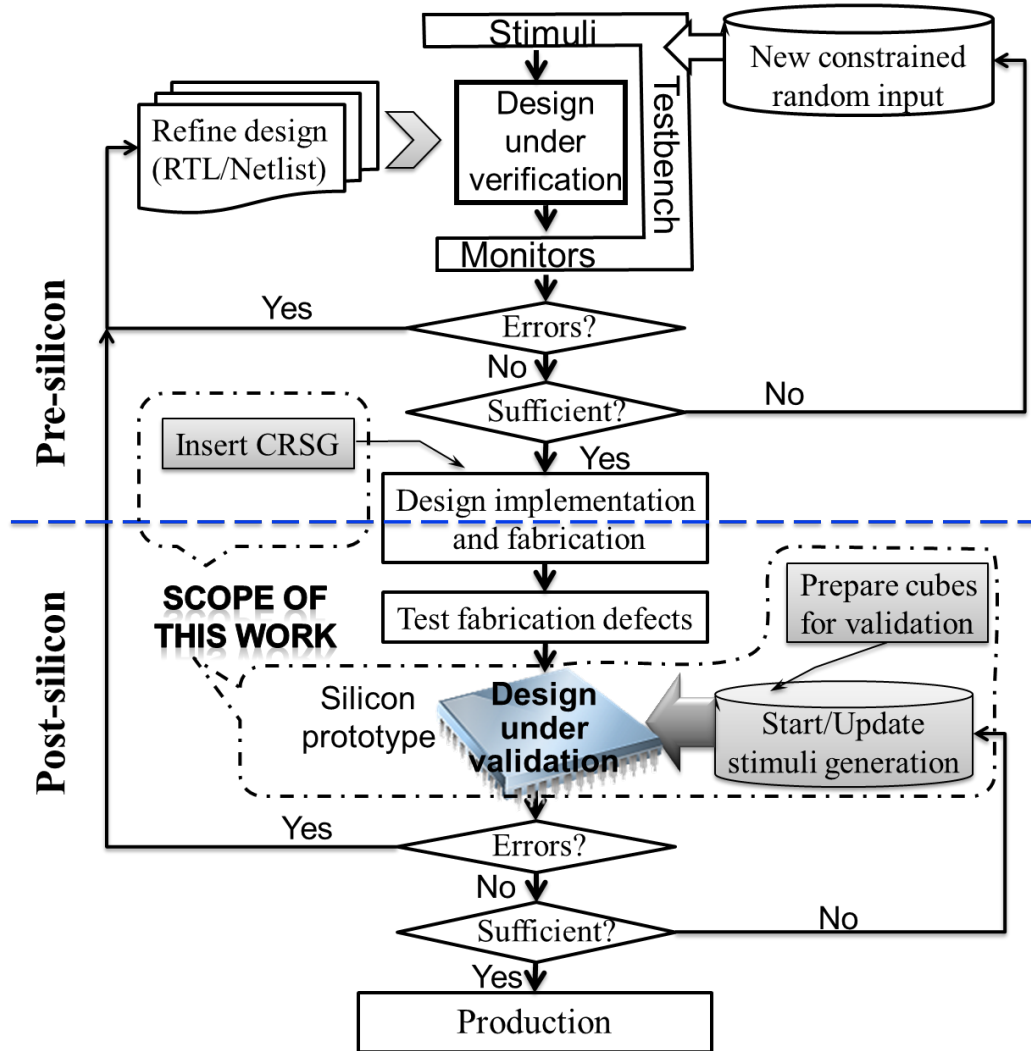 Stimuli
New constrained
random input
Testbench
Design
under
verification
Refine design
(RTL/Netlist)
Monitors
Yes
Errors?
No
Sufficient?
No
Pre-silicon
Insert CRSG
Yes
Design implementation
and fabrication
Prepare cubes
for validation
SCOPE OF
THIS WORK
Test fabrication defects
Post-silicon
Silicon
prototype
Design
under
validation
Start/Update
stimuli generation
Yes
Errors?
No
Sufficient?
No
Yes
Production